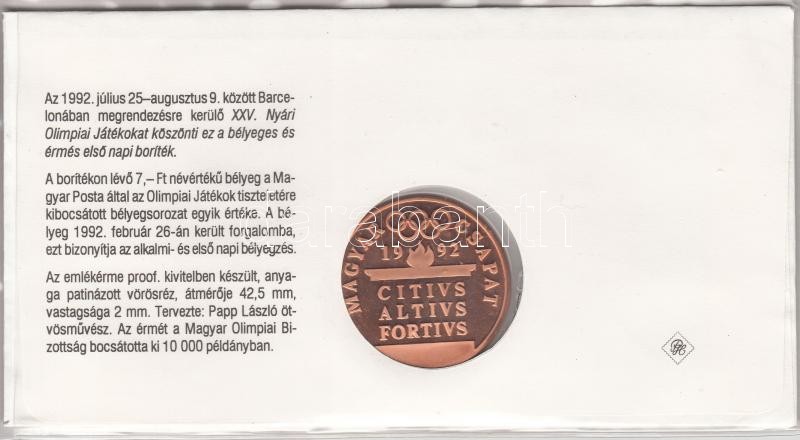 Az 1992. július 25–augusztus 9. között Barce-
lonában megrendezésre kerülő XXV. Nyári
Olimpiai Játékokat köszönti ez a bélyeges és
érmés első napi boríték.
A borítékon lévő 7,– Ft névértékű bélyeg a Ma-
gyar Posta által az Olimpiai Játékok tiszteletére
kibocsátott bélyegsorozat egyik értéke. A bé-
lyeg 1992. február 26-án került forgalomba,
ezt bizonyítja az alkalmi- és első napi bélyegzés.
Az emlékérme proof. kivitelben készült, anya-
ga patinázott vörösréz, átmérője 42,5 mm,
vastagsága 2 mm. Tervezte: Papp László öt-
vösművész. Az érmét a Magyar Olimpiai Bi-
zottság bocsátotta ki 10 000 példányban.
MAGYAR CSAPAT
1992
CITIVS
ALTIVS
FORTIVS